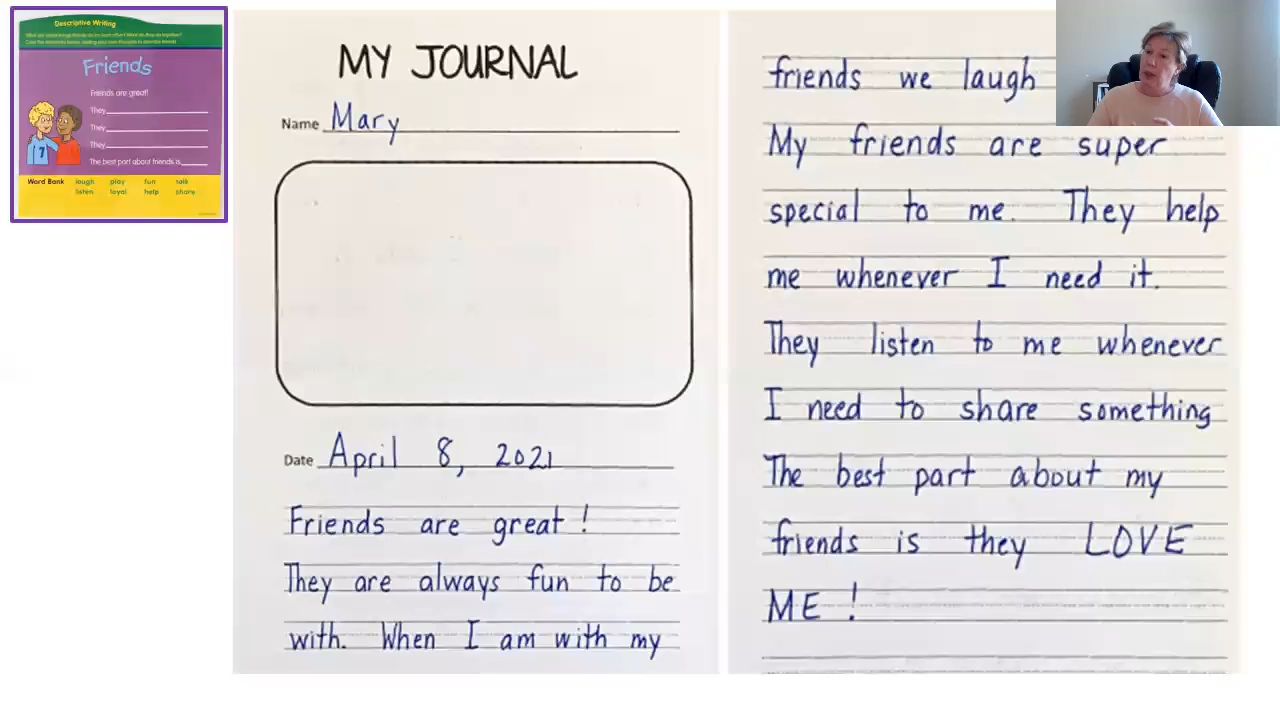 Descriptive Writing
Friends
Friends are great!
They
They
They
The best part about friends is
Word Bank laugh play fun talk
listen loyal help share
MY JOURNAL
Name Mary
Date April 8, 2021
Friends are great!
They are always fun to be
with. When I am with my
friends we laugh
My friends are super
special to me. They help
me whenever I need it.
They listen to me whenever
I need to share something
The best part about my
friends is they LOVE
ME!